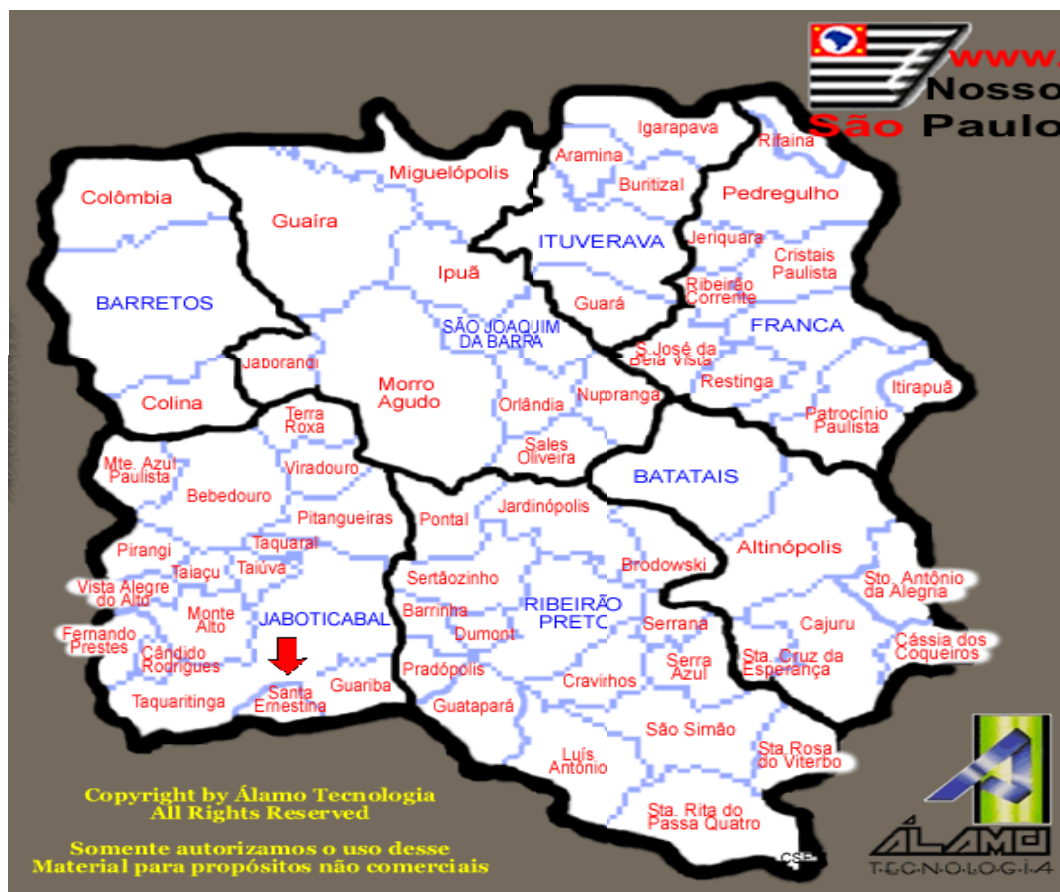 www.
Nosso
São Paulo
Igarapava
Rifaina
Aramina
Miguelópolis
Buritizal
Pedregulho
Colômbia
Guaíra
Jeriquara
ITUVERAVA
Cristais
Paulista
Ipuã
Ribeirão
Corrente
BARRETOS
Guará
SÃO JOAQUIM
DA BARRA
FRANCA
S.José da
Bela Vista
Jaborandi
Morro
Agudo
Restinga
Itirapuã
Nuporanga
Colina
Orlândia
Terra
Roxa
Patrocínio
Paulista
Sales
Oliveira
Mte. Azul
Paulista
Viradouro
BATATAIS
Bebedouro
Jardinópolis
Pitangueiras
Pontal
Taquaral
Pirangi
Altinópolis
Taiaçu
Taiúva
Brodowski
Sertãozinho
Vista Alegre
do Alto
Sto. Antônio
da Alegria
RIBEIRÃO
PRETO
Monte
Alto
JABOTICABAL
Barrinha
Serrana
Cajuru
Fernando
Prestes
Dumont
Cássia dos
Coqueiros
Cândido
Rodrigues
Sta. Cruz da
Esperança
Pradópolis
Serra
Azul
Guariba
Cravinhos
Santa
Ernestina
Taquaritinga
Guatapará
São Simão
Luís
Antônio
Sta. Rosa
do Viterbo
Copyright by Álamo Tecnologia
All Rights Reserved
Sta. Rita do
Passa Quatro
Somente autorizamos o uso desse
Material para propósitos não comerciais
CSE
ÁLAMO
TECNOLOGIA